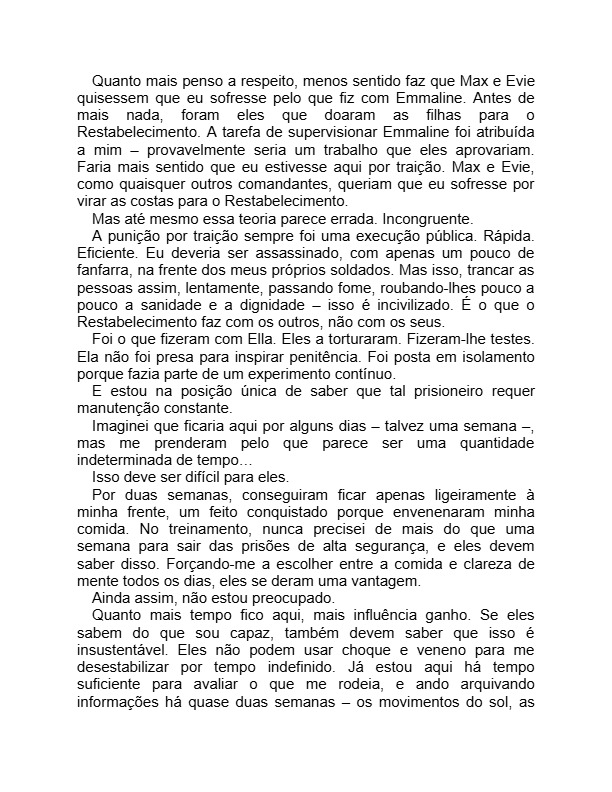 Quanto mais penso a respeito, menos sentido faz que Max e Evie
quisessem que eu sofresse pelo que fiz com Emmaline. Antes de
mais nada, foram eles que doaram as filhas para o
Restabelecimento. A tarefa de supervisionar Emmaline foi atribuída
a mim – provavelmente seria um trabalho que eles aprovariam.
Faria mais sentido que eu estivesse aqui por traição. Max e Evie,
como quaisquer outros comandantes, queriam que eu sofresse por
virar as costas para o Restabelecimento.
Mas até mesmo essa teoria parece errada. Incongruente.
A punição por traição sempre foi uma execução pública. Rápida.
Eficiente. Eu deveria ser assassinado, com apenas um pouco de
fanfarra, na frente dos meus próprios soldados. Mas isso, trancar as
pessoas assim, lentamente, passando fome, roubando-lhes pouco a
pouco a sanidade e a dignidade – isso é incivilizado. É o que o
Restabelecimento faz com os outros, não com os seus.
Foi o que fizeram com Ella. Eles a torturaram. Fizeram-lhe testes.
Ela não foi presa para inspirar penitência. Foi posta em isolamento
porque fazia parte de um experimento contínuo.
E estou na posição única de saber que tal prisioneiro requer
manutenção constante.
Imaginei que ficaria aqui por alguns dias – talvez uma semana –,
mas me prenderam pelo que parece ser uma quantidade
indeterminada de tempo…
Isso deve ser difícil para eles.
Por duas semanas, conseguiram ficar apenas ligeiramente à
minha frente, um feito conquistado porque envenenaram minha
comida. No treinamento, nunca precisei de mais do que uma
semana para sair das prisões de alta segurança, e eles devem
saber disso. Forçando-me a escolher entre a comida e clareza de
mente todos os dias, eles se deram uma vantagem.
Ainda assim, não estou preocupado.
Quanto mais tempo fico aqui, mais influência ganho. Se eles
sabem do que sou capaz, também devem saber que isso é
insustentável. Eles não podem usar choque e veneno para me
desestabilizar por tempo indefinido. Já estou aqui há tempo
suficiente para avaliar o que me rodeia, e ando arquivando
informações há quase duas semanas – os movimentos do sol, as